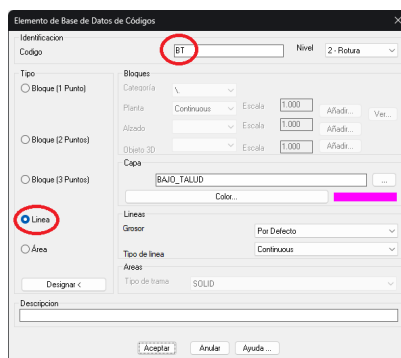 Elemento de Base de Datos de Códigos
Identificacion
Codigo BT Nivel 2 - Rotura
Tipo
Bloque (1 Punto)
Bloque (2 Puntos)
Bloque (3 Puntos)
Linea
Área
Designar <
Bloques
Categoría \.
Planta Continuous Escala 1.000 Añadir... Ver...
Alzado Escala 1.000 Añadir...
Objeto 3D Escala 1.000 Añadir...
Capa
BAJO_TALUD ...
Color...
Lineas
Grosor Por Defecto
Tipo de linea Continuous
Areas
Tipo de trama SOLID
Descripcion
Aceptar Anular Ayuda ...